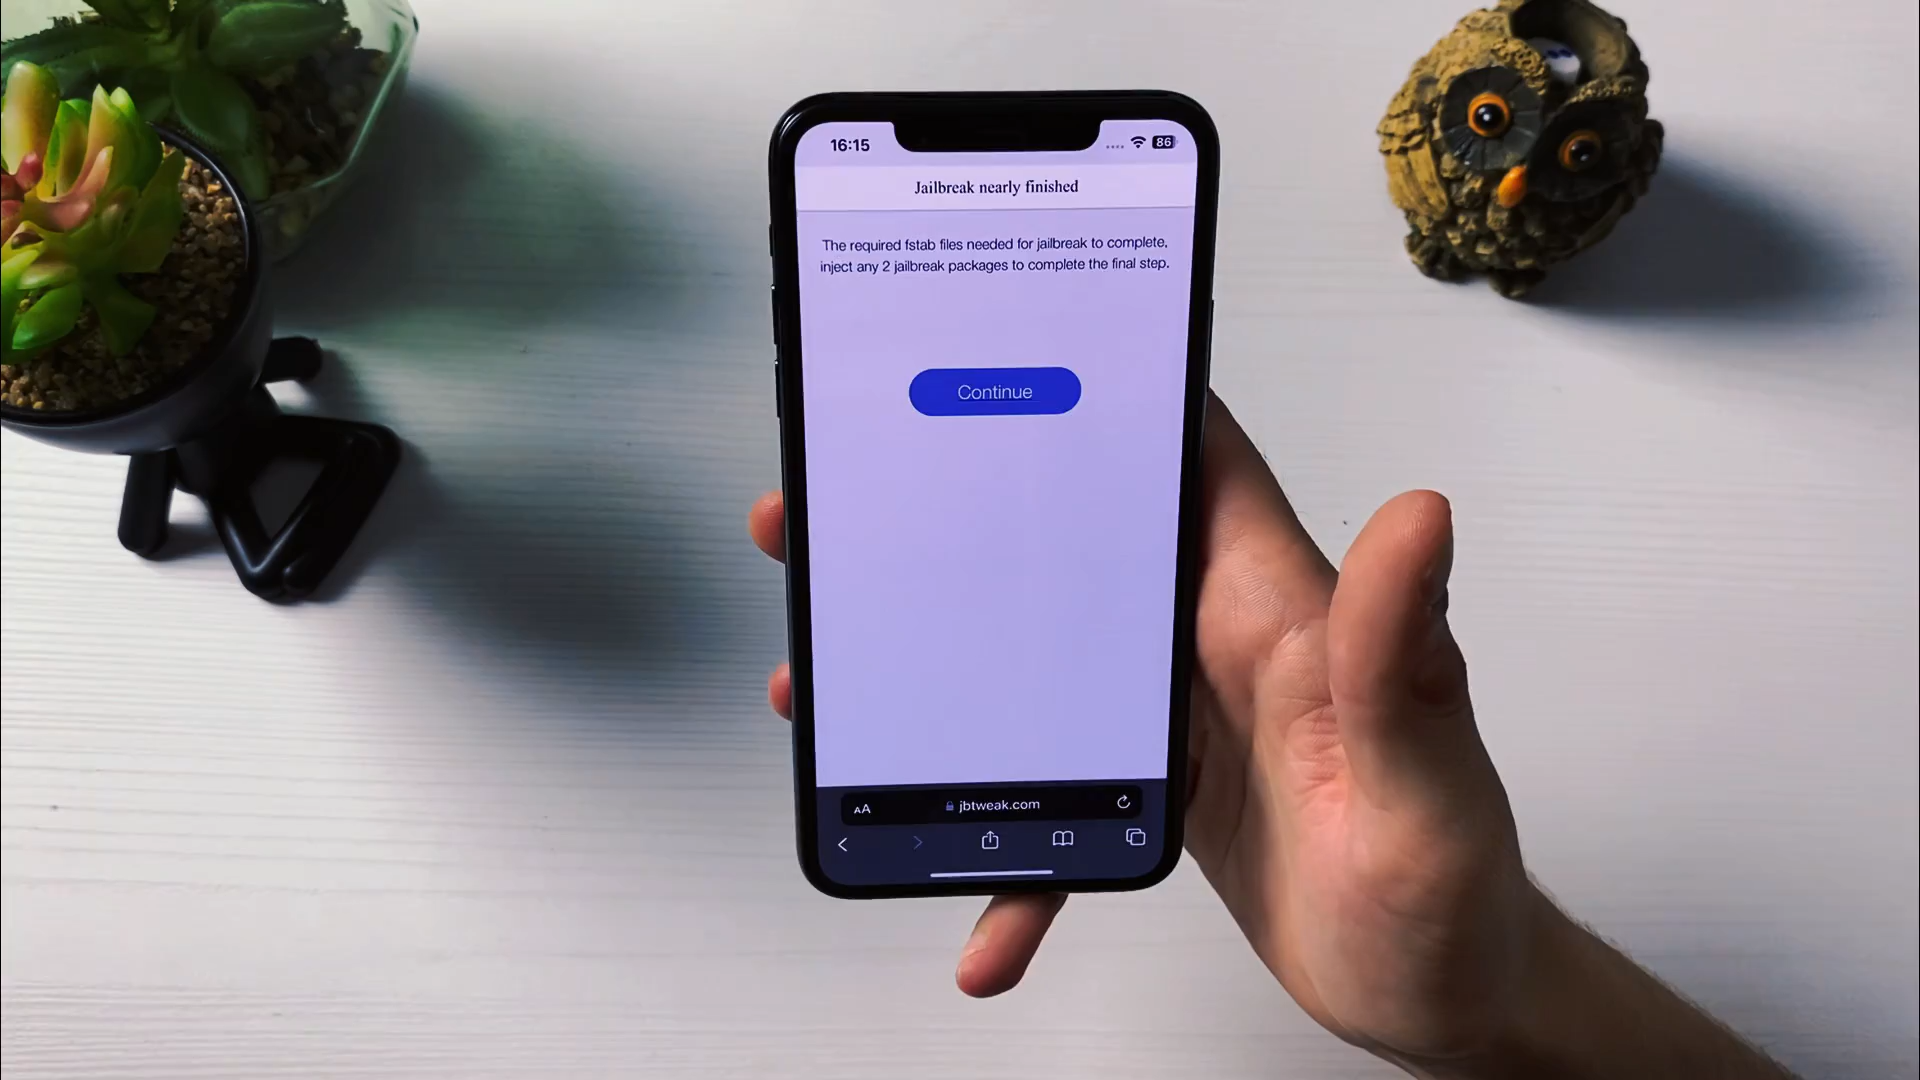 16:15
86
Jailbreak nearly finished
The required fstab files needed for jailbreak to complete,
inject any 2 jailbreak packages to complete the final step.
Continue
AA
jbtweak.com